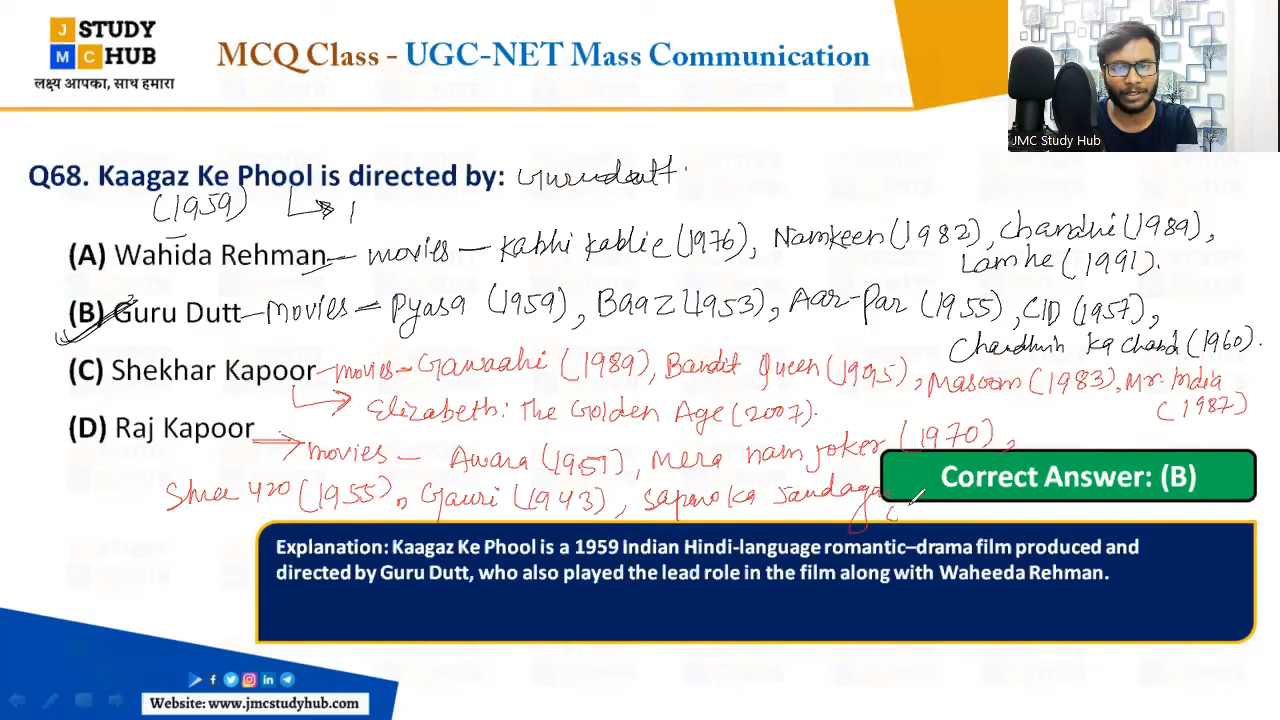 J STUDY
MC HUB
लक्ष्य आपका, साथ हमारा
MCQ Class - UGC-NET Mass Communication
JMC Study Hub
Q68. Kaagaz Ke Phool is directed by: Gurudutt
(1959)
(A) Wahida Rehman - movies - Kabhi Kabhie (1976), Namkeen (1982), Chandhi (1989),
Lamhe (1991).
(B) Guru Dutt - movies - Pyasa (1959), BaaZ (1953), Aar-Par (1955), CID (1957),
Chaudhvin ka chand (1960).
(C) Shekhar Kapoor - movies - Gawaahi (1989), Bandit Queen (1995), Masoom (1983), Mr. India
(1987)
Elizabeth: The Golden Age (2007).
(D) Raj Kapoor movies - Awara (1951), mera nam joker (1970),
Shree 420 (1955), Gauri (1943), Sapno ka
Correct Answer: (B)
Explanation: Kaagaz Ke Phool is a 1959 Indian Hindi-language romantic–drama film produced and
directed by Guru Dutt, who also played the lead role in the film along with Waheeda Rehman.
Website: www.jmcstudyhub.com